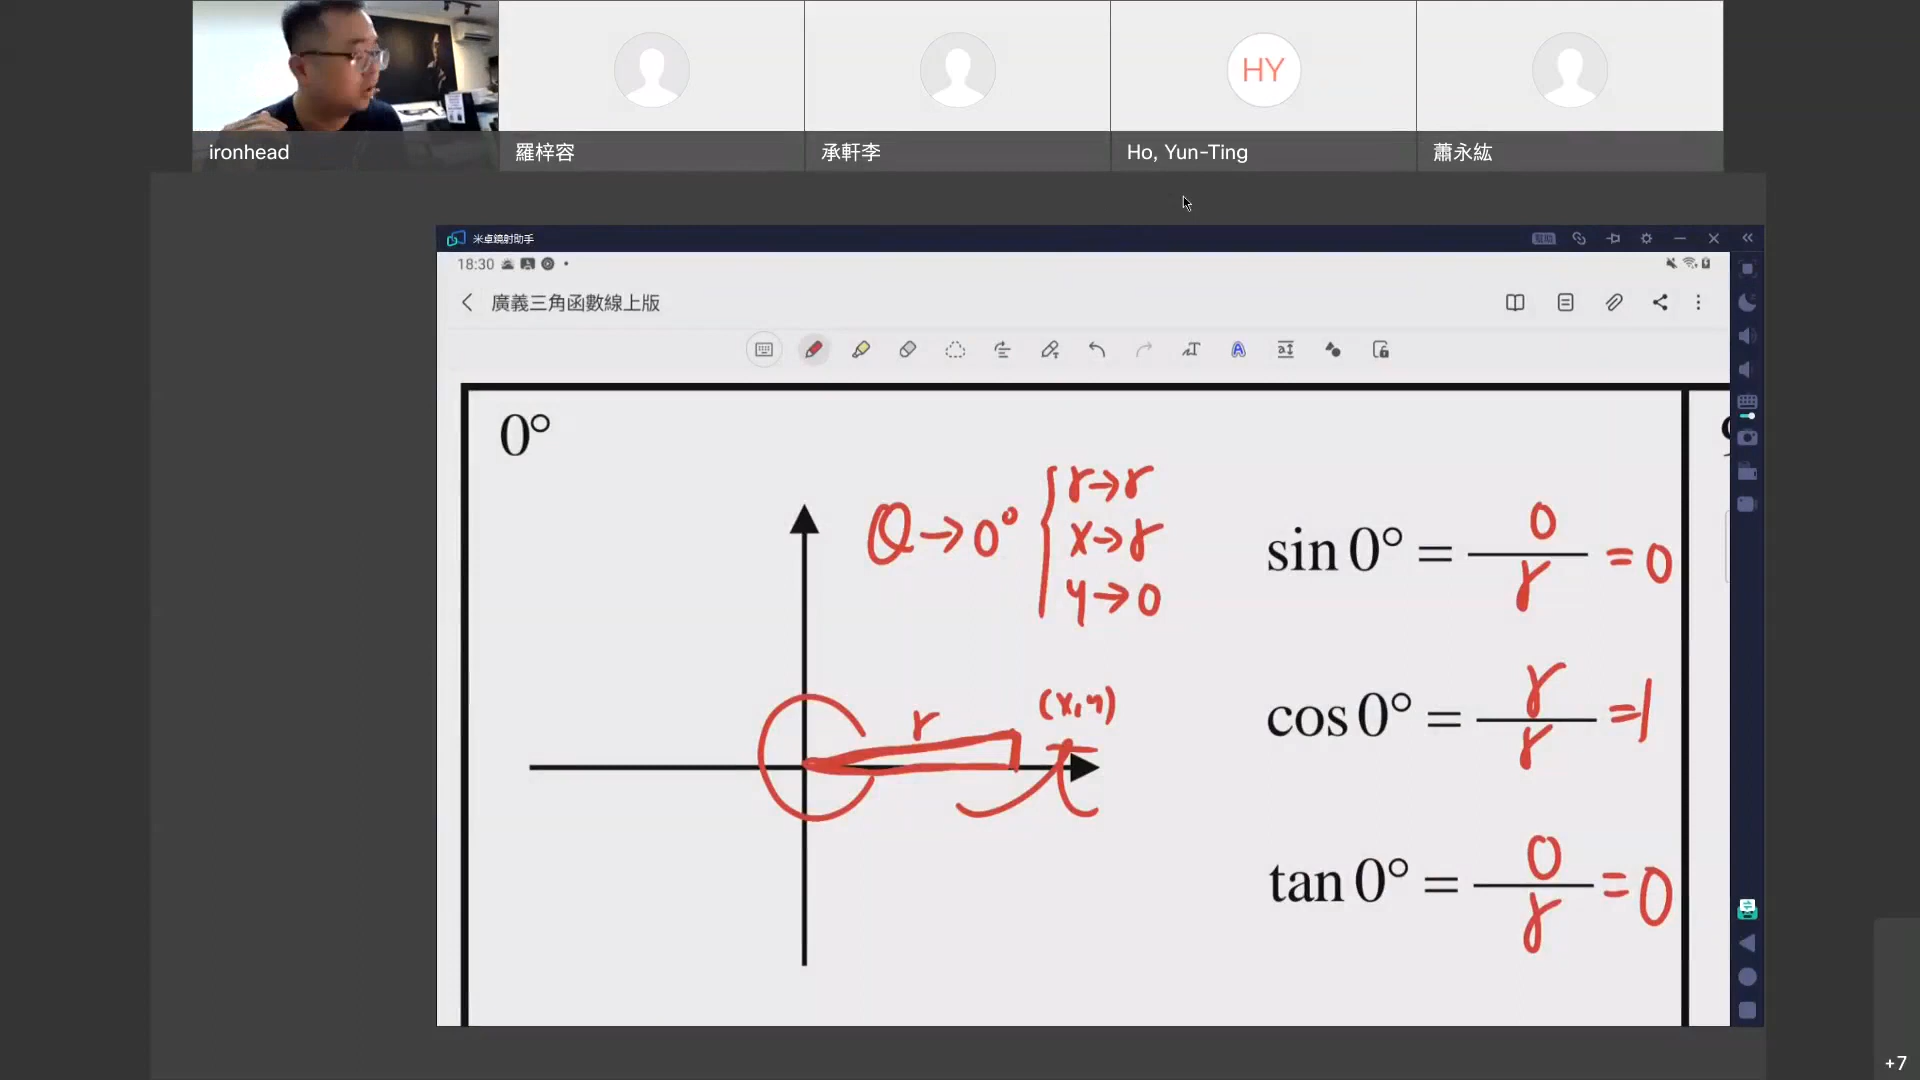 HY
ironhead
羅梓容
承軒李
Ho, Yun-Ting
蕭永紘
米卓鏡射助手
18:30
廣義三角函數線上版
0°
θ→0° { r→r
x→r
y→0
sin 0° = 0/r = 0
r
(x,y)
cos 0° = r/r = 1
tan 0° = 0/r = 0
+7